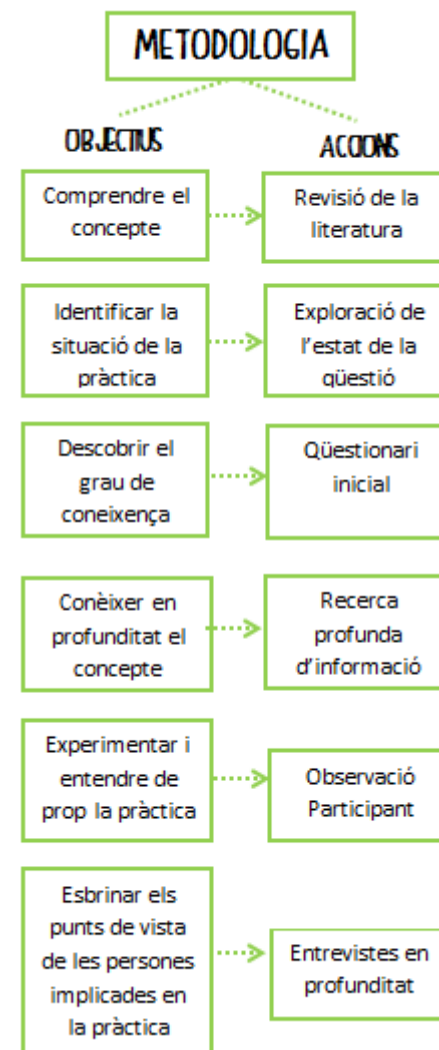 METODOLOGIA
OBJECTIUS
ACCIONS
Comprendre el
concepte
Revisió de la
literatura
Identificar la
situació de la
pràctica
Exploració de
l'estat de la
qüestió
Descobrir el
grau de
coneixença
Qüestionari
inicial
Conèixer en
profunditat el
concepte
Recerca
profunda
d'informació
Experimentar i
entendre de
prop la pràctica
Observació
Participant
Esbrinar els
punts de vista
de les persones
implicades en
la pràctica
Entrevistes en
profunditat